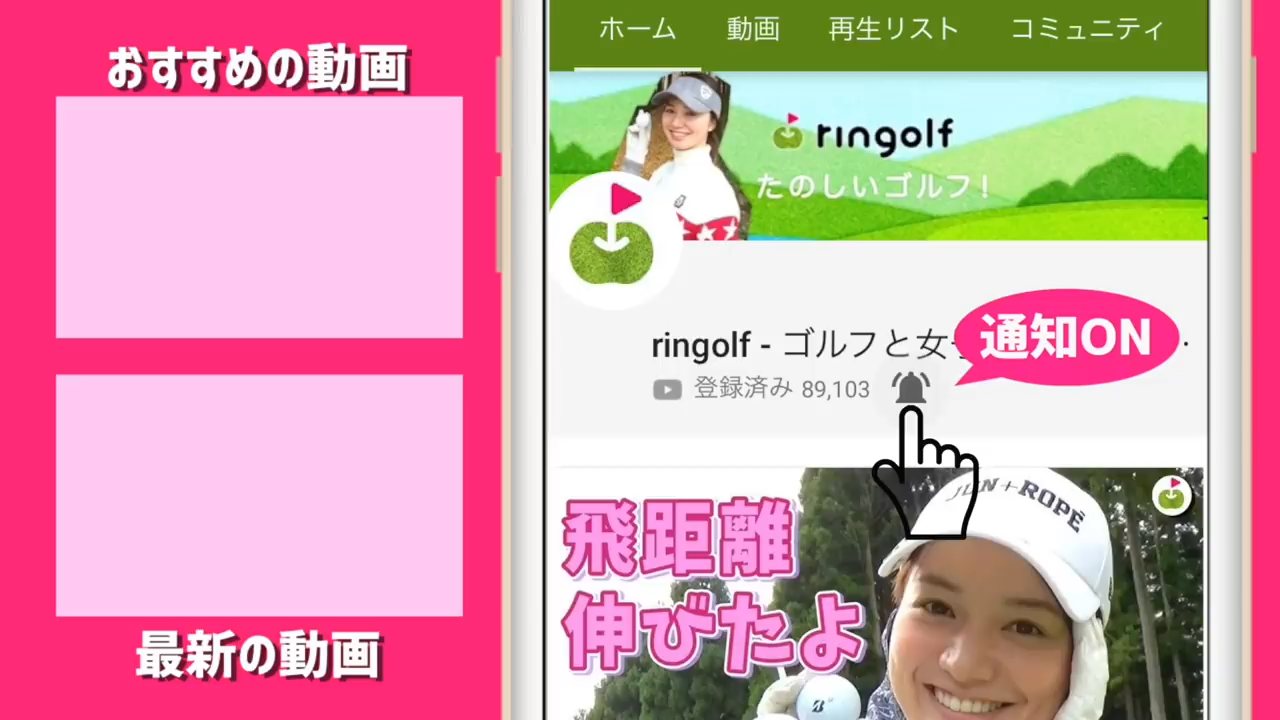 おすすめの動画
最新の動画
ホーム 動画 再生リスト コミュニティ
ringolf
たのしいゴルフ!
ringolf - ゴルフと女
通知ON
登録済み 89,103
JUN+ROPÉ
飛距離
伸びたよ
B